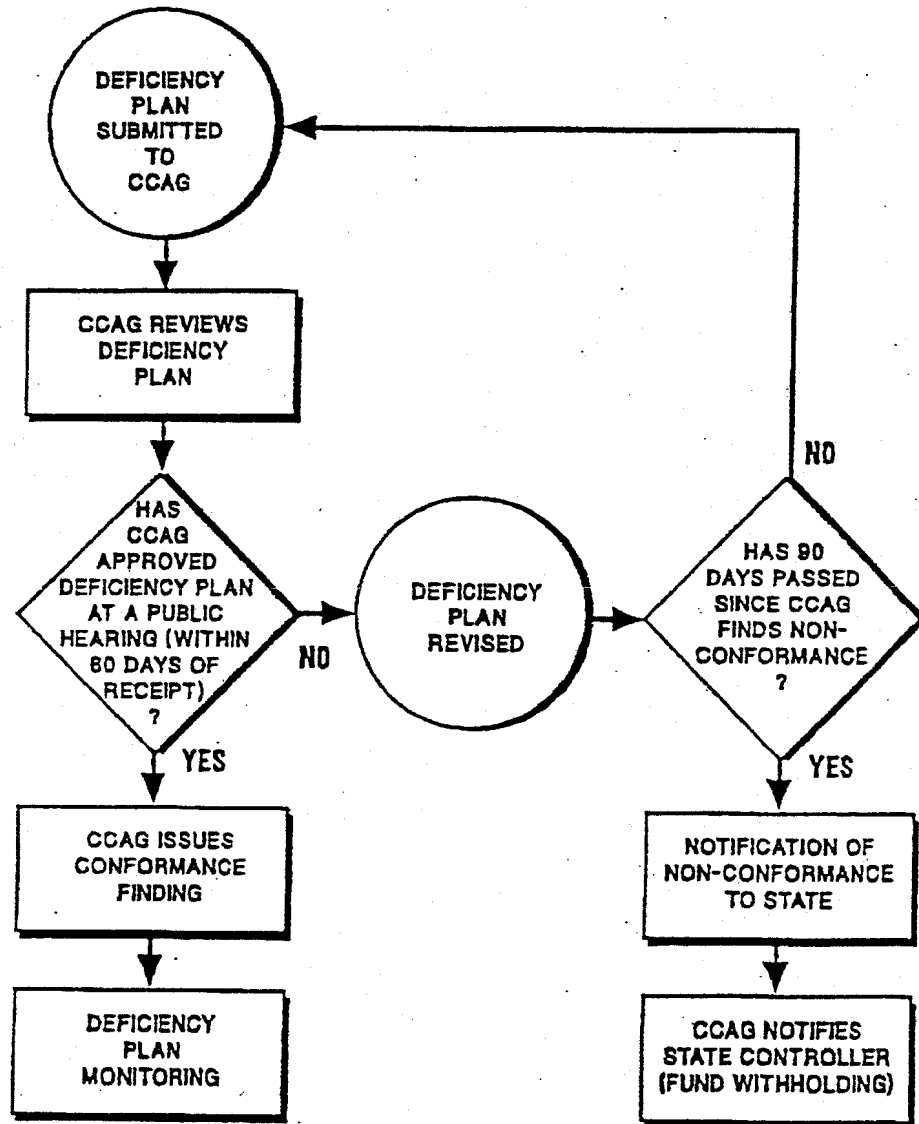 DEFICIENCY
PLAN
SUBMITTED
TO
CCAG
CCAG REVIEWS
DEFICIENCY
PLAN
HAS
CCAG
APPROVED
DEFICIENCY PLAN
AT A PUBLIC
HEARING (WITHIN
60 DAYS OF
RECEIPT)
?
NO
YES
DEFICIENCY
PLAN
REVISED
NO
HAS 90
DAYS PASSED
SINCE CCAG
FINDS NON-
CONFORMANCE
?
YES
CCAG ISSUES
CONFORMANCE
FINDING
DEFICIENCY
PLAN
MONITORING
NOTIFICATION OF
NON-CONFORMANCE
TO STATE
CCAG NOTIFIES
STATE CONTROLLER
(FUND WITHHOLDING)